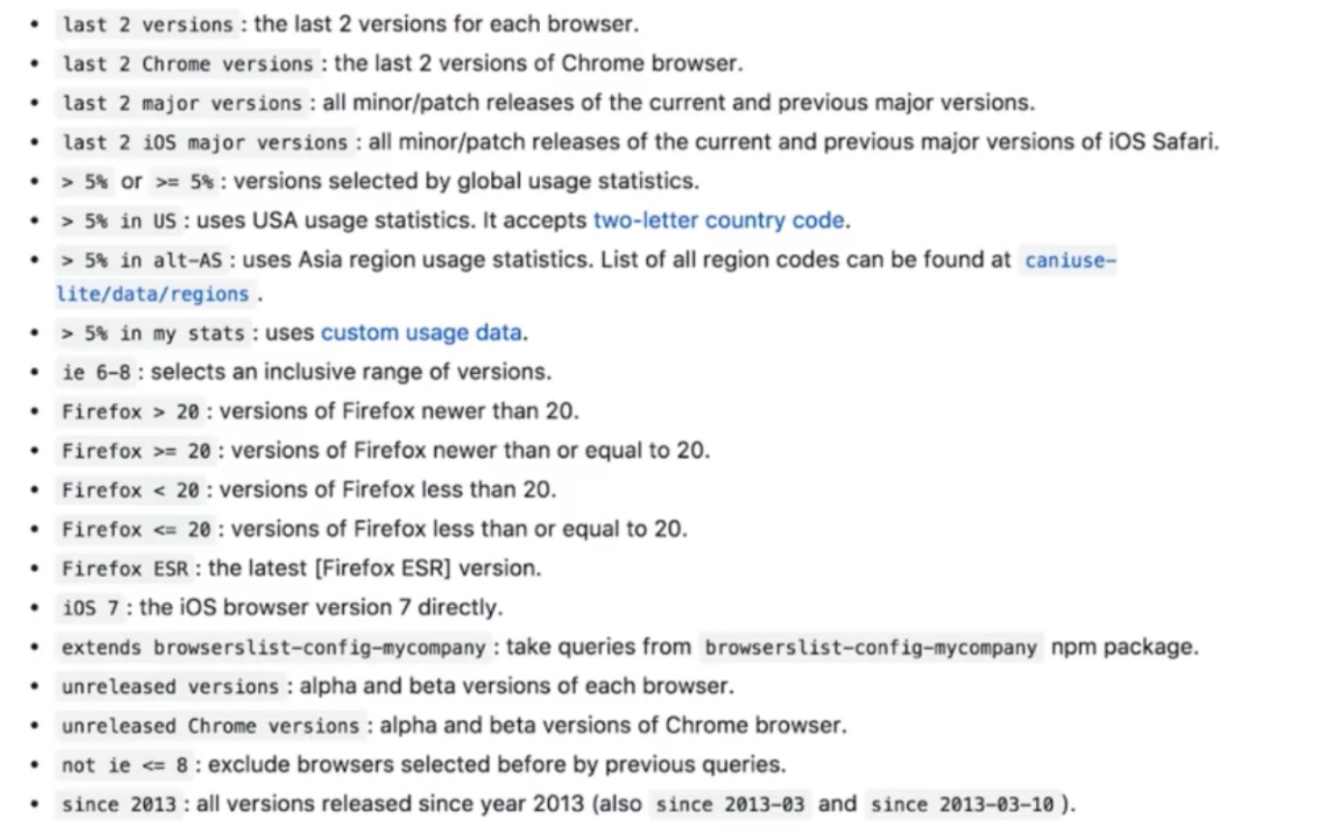 • last 2 versions : the last 2 versions for each browser.
• last 2 Chrome versions : the last 2 versions of Chrome browser.
• last 2 major versions : all minor/patch releases of the current and previous major versions.
• last 2 iOS major versions : all minor/patch releases of the current and previous major versions of iOS Safari.
• > 5% or >= 5% : versions selected by global usage statistics.
• > 5% in US : uses USA usage statistics. It accepts two-letter country code.
• > 5% in alt-AS : uses Asia region usage statistics. List of all region codes can be found at caniuse-
lite/data/regions .
• > 5% in my stats : uses custom usage data.
• ie 6-8 : selects an inclusive range of versions.
• Firefox > 20 : versions of Firefox newer than 20.
• Firefox >= 20 : versions of Firefox newer than or equal to 20.
• Firefox < 20 : versions of Firefox less than 20.
• Firefox <= 20 : versions of Firefox less than or equal to 20.
• Firefox ESR : the latest [Firefox ESR] version.
• iOS 7 : the iOS browser version 7 directly.
• extends browserslist-config-mycompany : take queries from browserslist-config-mycompany npm package.
• unreleased versions : alpha and beta versions of each browser.
• unreleased Chrome versions : alpha and beta versions of Chrome browser.
• not ie <= 8 : exclude browsers selected before by previous queries.
• since 2013 : all versions released since year 2013 (also since 2013-03 and since 2013-03-10 ).